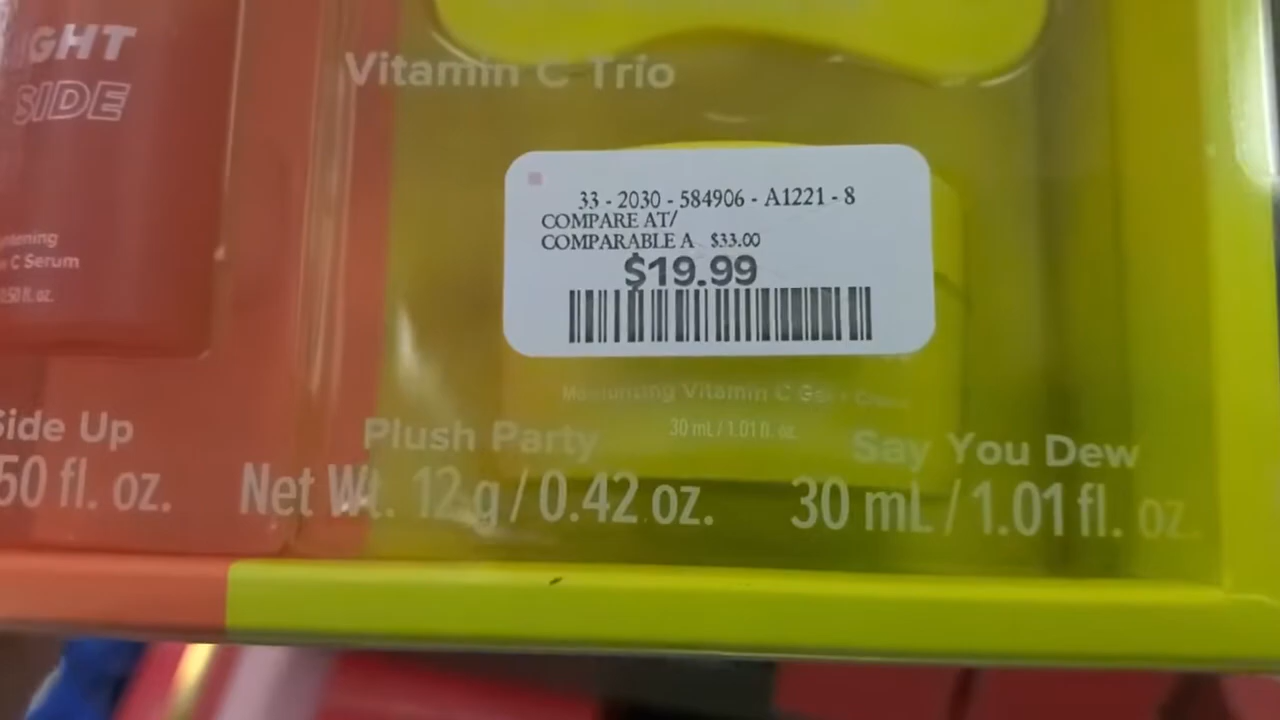 GHT
SIDE
C Serum
Vitamin C Trio
33 - 2030 - 584906 - A1221 - 8
COMPARE AT/
COMPARABLE A $33.00
$19.99
Moisturizing Vitamin C Gel
30 mL / 1.01 fl. oz.
Side Up
50 fl. oz.
Plush Party
Net Wt. 12 g / 0.42 oz.
Say You Dew
30 mL / 1.01 fl. oz.